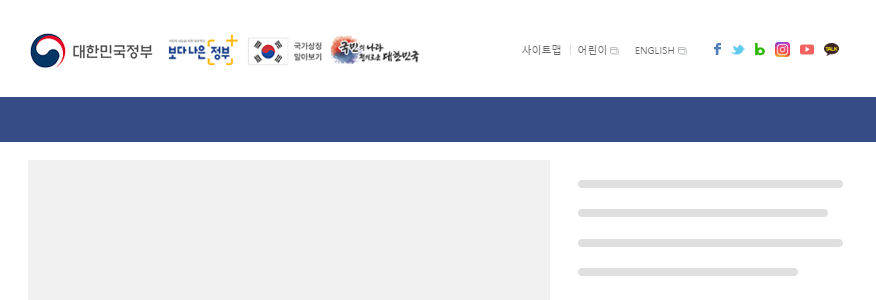 대한민국정부
보다나은 정부
국가상징
알아보기
국민의 나라
정의로운 대한민국
사이트맵
어린이
ENGLISH
b
TALK